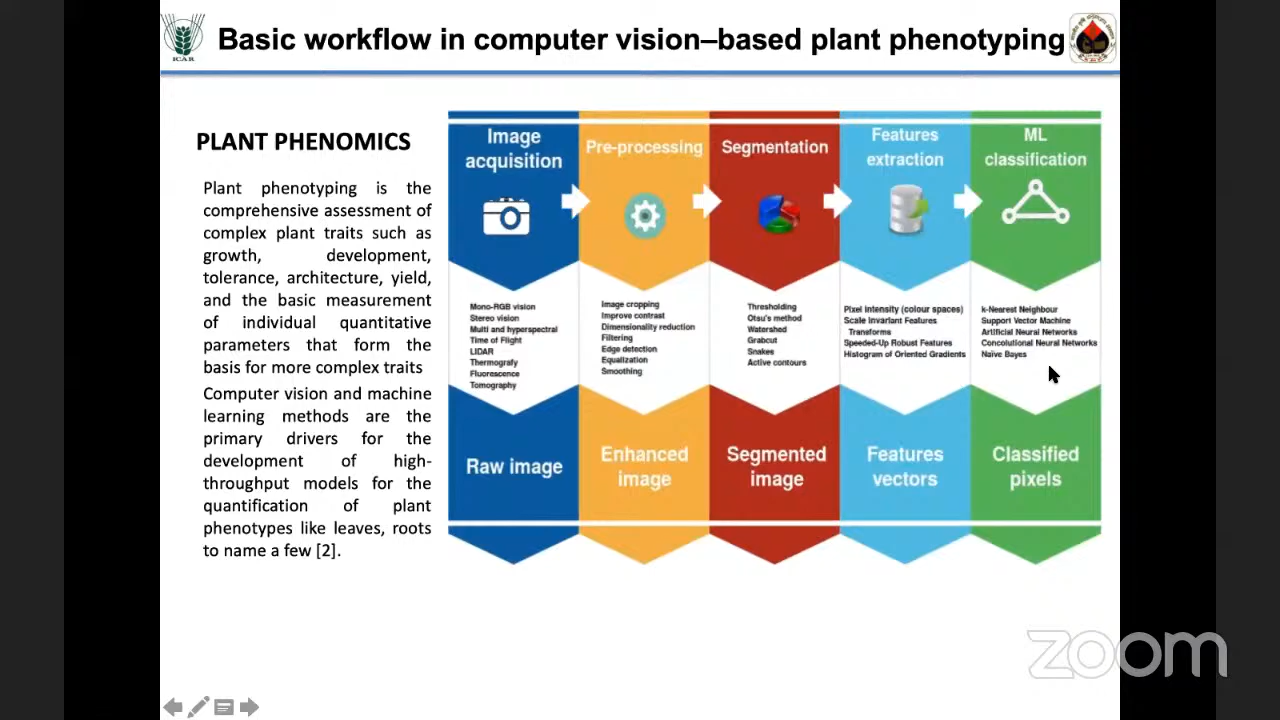 Basic workflow in computer vision–based plant phenotyping
ICAR
PLANT PHENOMICS
Plant phenotyping is the
comprehensive assessment of
complex plant traits such as
growth, development,
tolerance, architecture, yield,
and the basic measurement
of individual quantitative
parameters that form the
basis for more complex traits
Computer vision and machine
learning methods are the
primary drivers for the
development of high-
throughput models for the
quantification of plant
phenotypes like leaves, roots
to name a few [2].
Image
acquisition
Mono-RGB vision
Stereo vision
Multi and hyperspectral
Time of Flight
LIDAR
Thermografy
Fluorescence
Tomography
Raw image
Pre-processing
Image cropping
Improve contrast
Dimensionality reduction
Filtering
Edge detection
Equalization
Smoothing
Enhanced
image
Segmentation
Thresholding
Otsu's method
Watershed
Grabcut
Snakes
Active contours
Segmented
image
Features
extraction
Pixel Intensity (colour spaces)
Scale Invariant Features
Transforms
Speeded-Up Robust Features
Histogram of Oriented Gradients
Features
vectors
ML
classification
k-Nearest Neighbour
Support Vector Machine
Artificial Neural Networks
Concolutional Neural Networks
Naïve Bayes
Classified
pixels
zoom